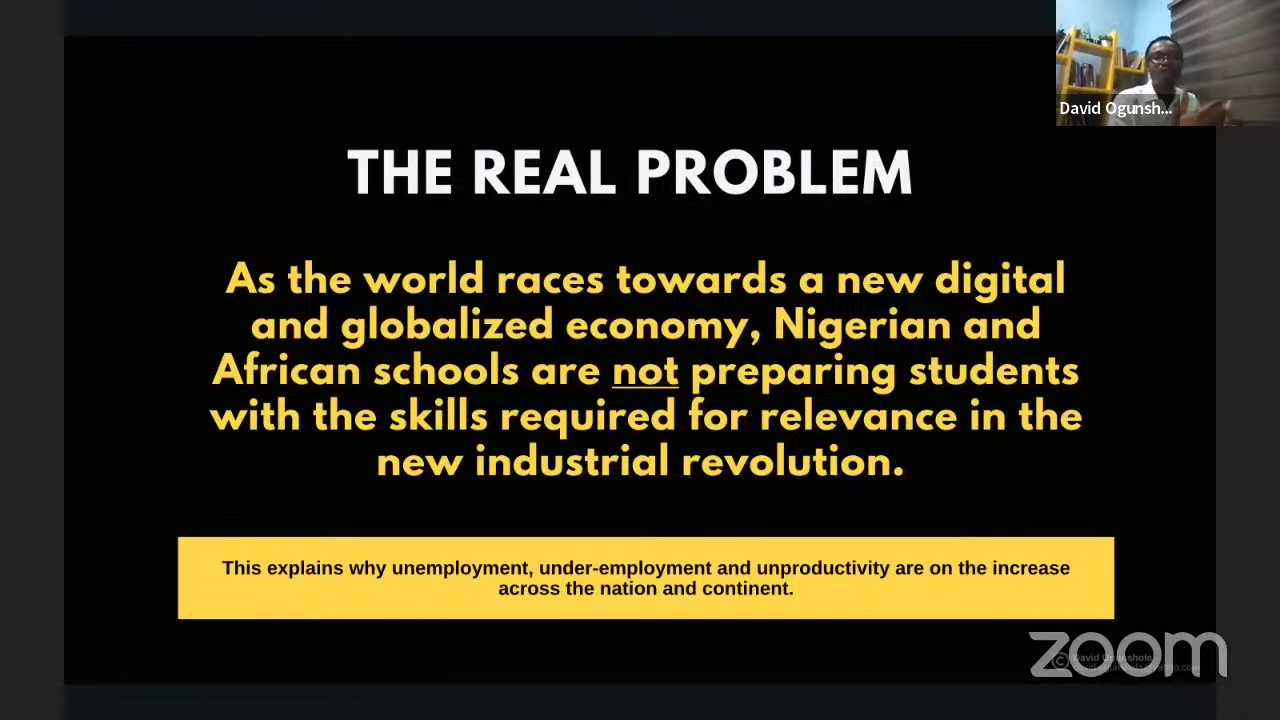 David Ogunsh...
THE REAL PROBLEM
As the world races towards a new digital
and globalized economy, Nigerian and
African schools are not preparing students
with the skills required for relevance in the
new industrial revolution.
This explains why unemployment, under-employment and unproductivity are on the increase
across the nation and continent.
zoom
© David Ogunshola